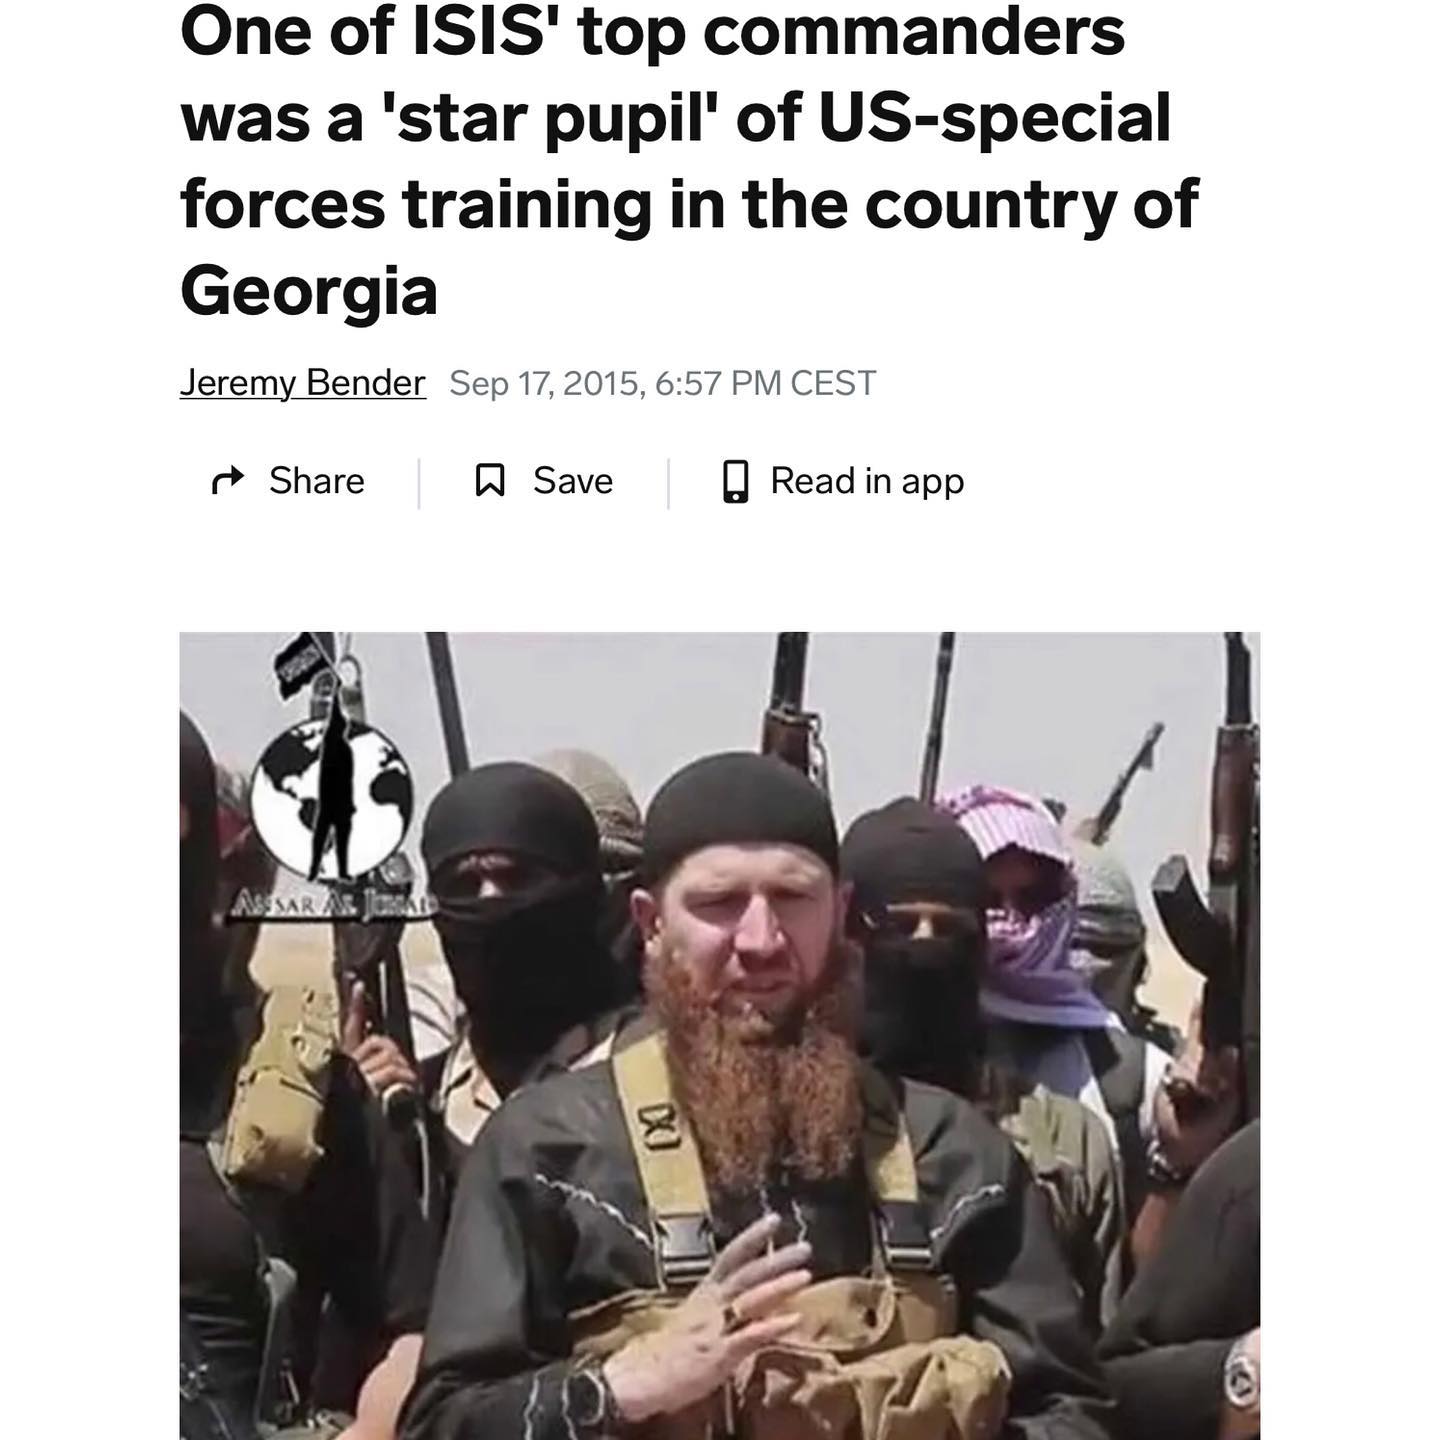 One of ISIS' top commanders
was a 'star pupil' of US-special
forces training in the country of
Georgia
Jeremy Bender Sep 17, 2015, 6:57 PM CEST
Share
Save
Read in app
ANSAR AL JIHAD